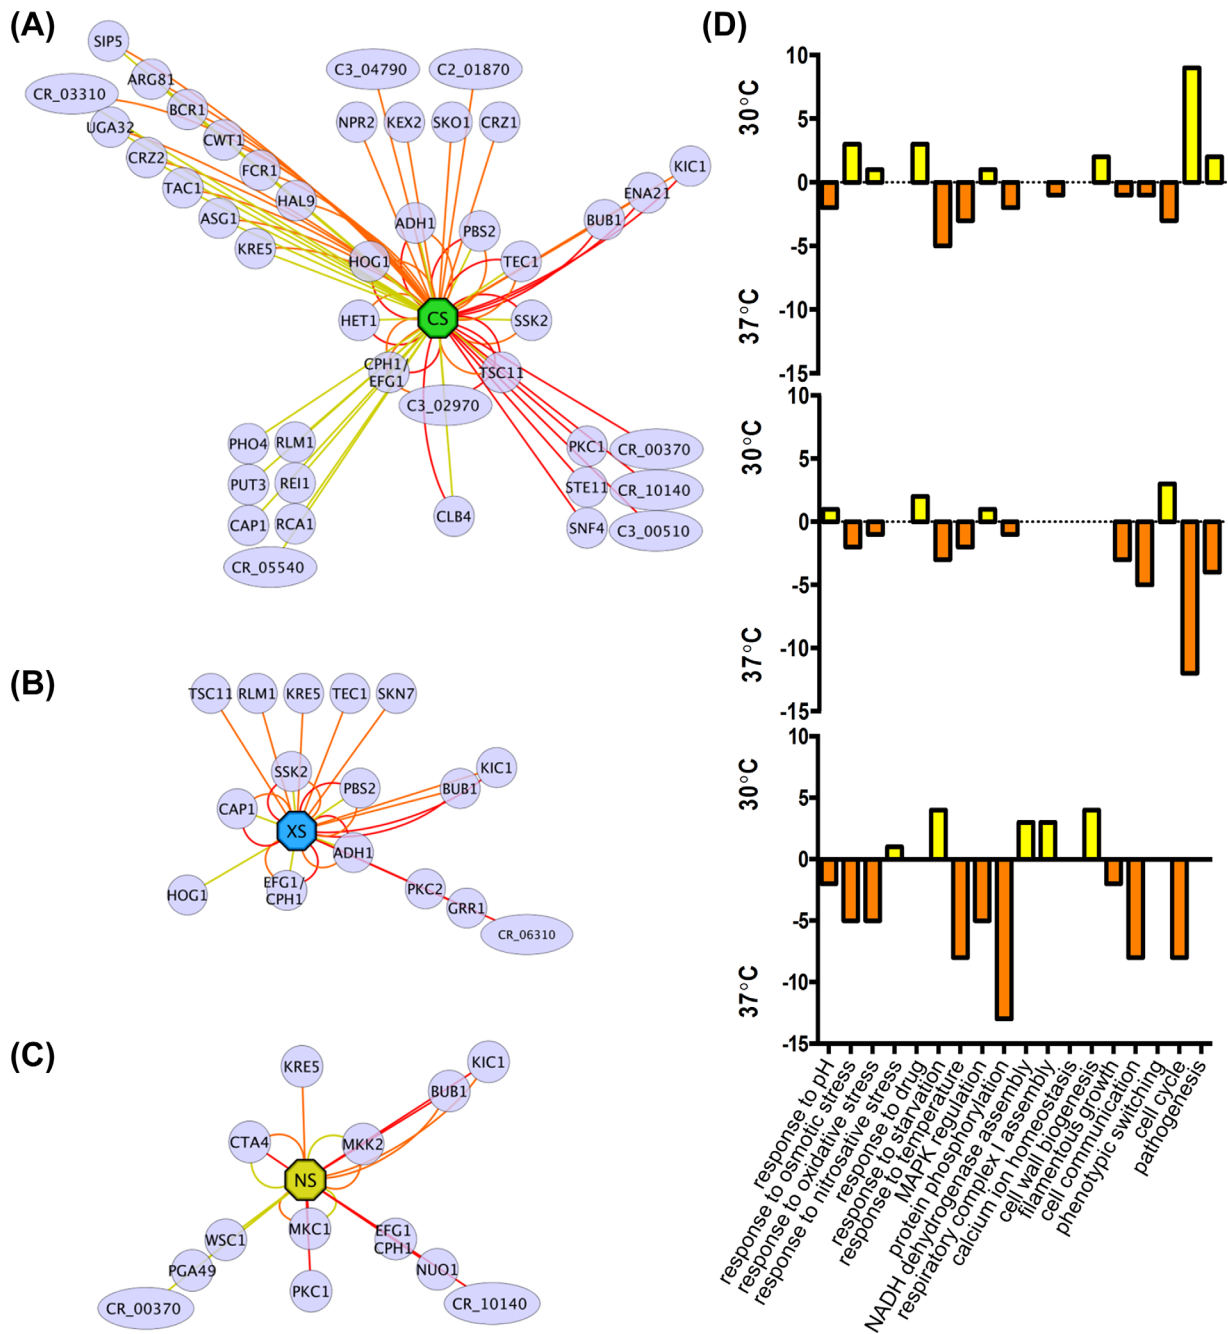 (A)
SIP5
ARG81
CR_03310
BCR1
UGA32
CWT1
CRZ2
FCR1
TAC1
HAL9
ASG1
KRE5
HOG1
C3_04790
C2_01870
NPR2
KEX2
SKO1
CRZ1
KIC1
ENA21
BUB1
ADH1
PBS2
TEC1
HET1
CS
SSK2
CPH1/
EFG1
TSC11
C3_02970
PHO4
RLM1
PUT3
REI1
CAP1
RCA1
CR_05540
CLB4
PKC1
CR_00370
STE11
CR_10140
SNF4
C3_00510
(B)
TSC11
RLM1
KRE5
TEC1
SKN7
SSK2
PBS2
KIC1
BUB1
CAP1
XS
ADH1
HOG1
EFG1/
CPH1
PKC2
GRR1
CR_06310
(C)
KRE5
KIC1
BUB1
CTA4
MKK2
NS
WSC1
MKC1
EFG1
CPH1
PGA49
NUO1
CR_00370
PKC1
CR_10140
(D)
30°C
37°C
10
5
0
-5
-10
-15
30°C
37°C
10
5
0
-5
-10
-15
30°C
37°C
10
5
0
-5
-10
-15
response to pH
response to osmotic stress
response to oxidative stress
response to nitrosative stress
response to drug
response to starvation
response to temperature
MAPK regulation
protein phosphorylation
NADH dehydrogenase assembly
respiratory complex I assembly
calcium ion homeostasis
cell wall biogenesis
filamentous growth
cell communication
phenotypic switching
cell cycle
pathogenesis